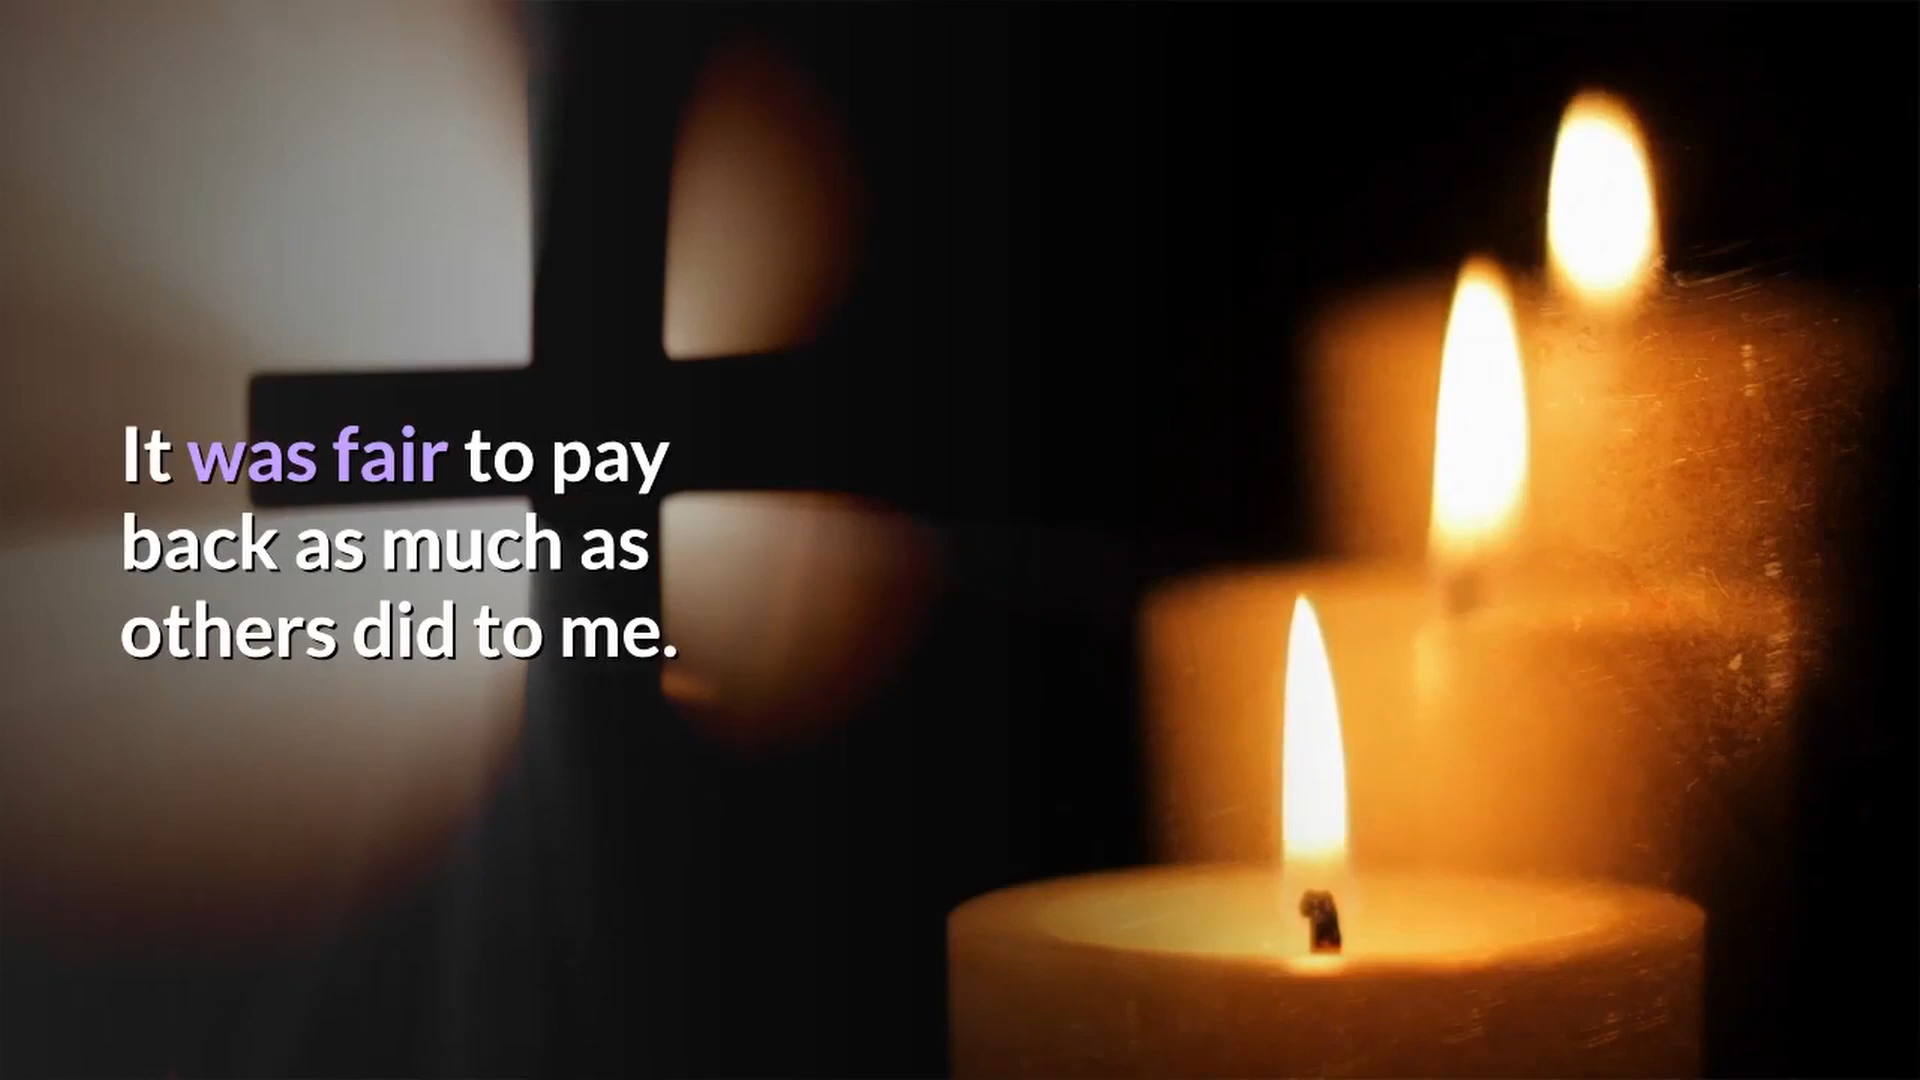 It was fair to pay
back as much as
others did to me.